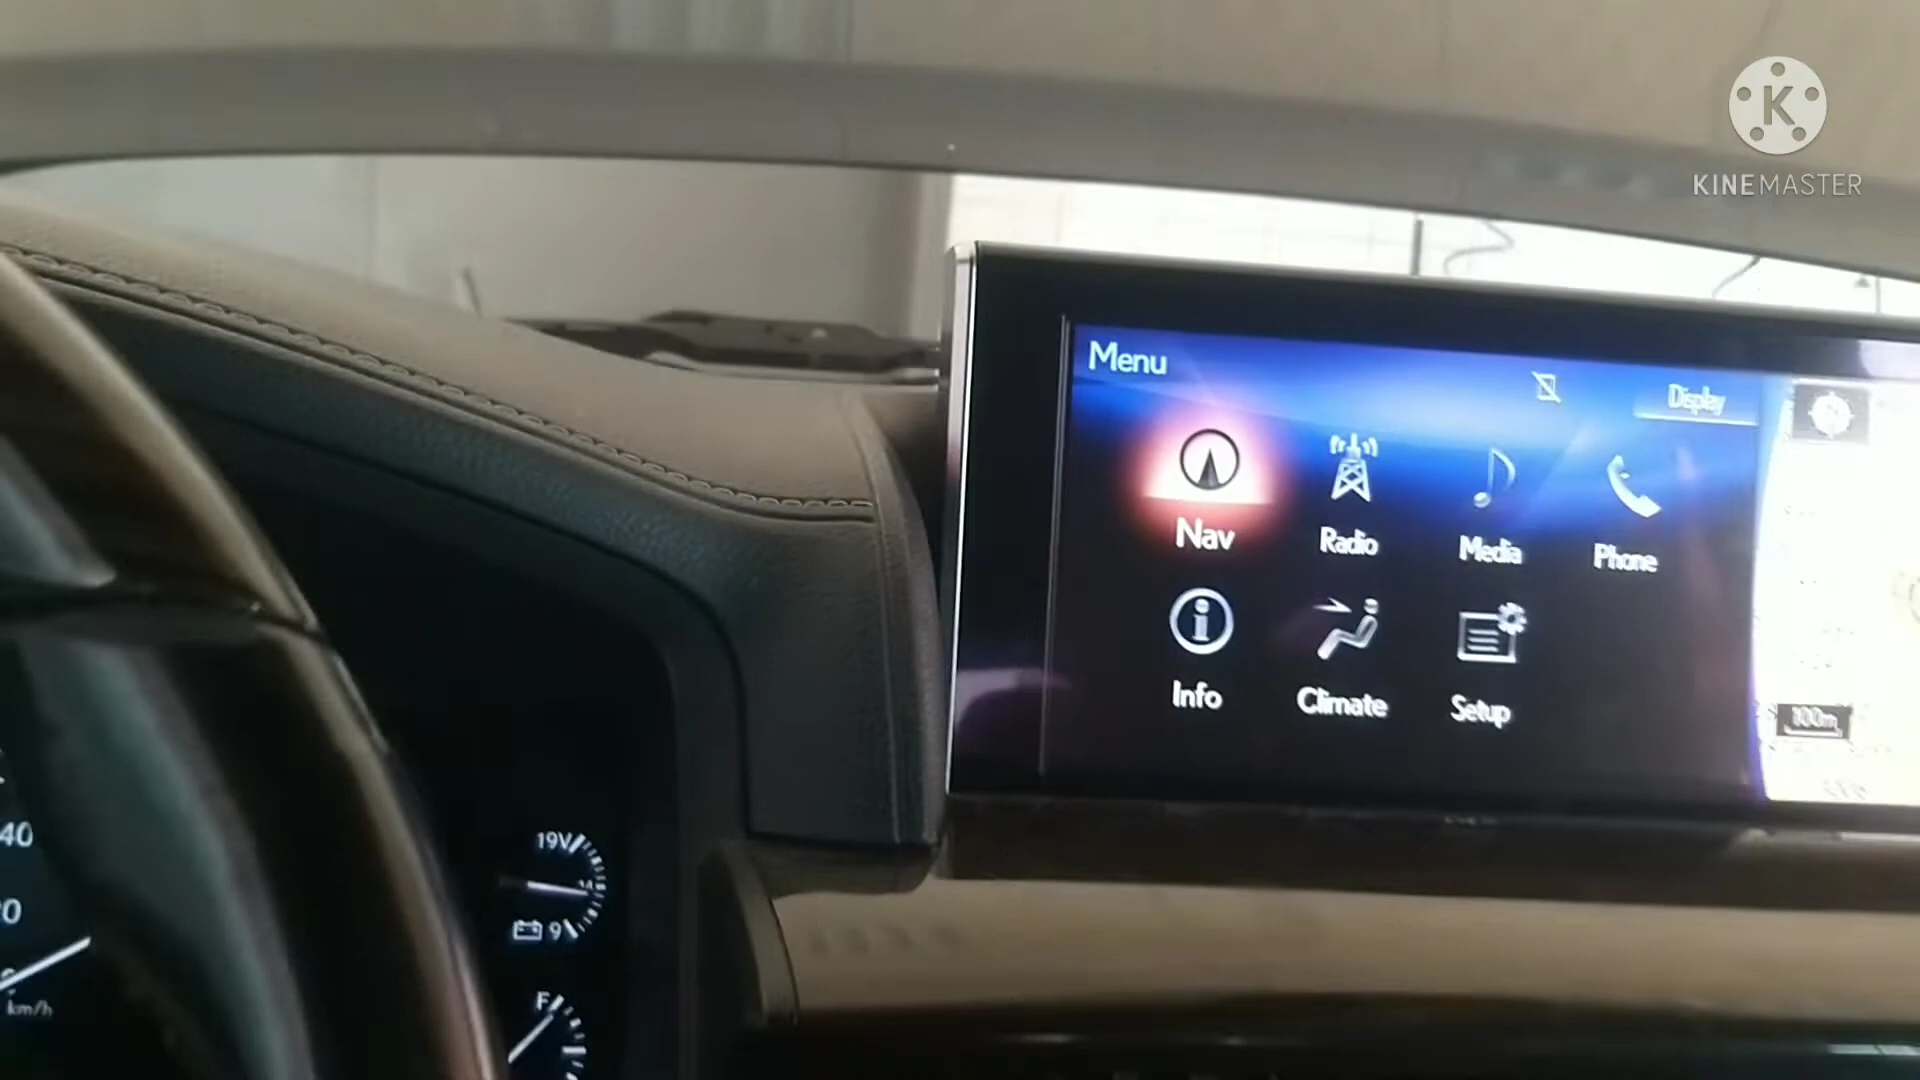 KINEMASTER
Menu
Display
Nav
Radio
Media
Phone
Info
Climate
Setup
100m
40
19V
9
F
km/h